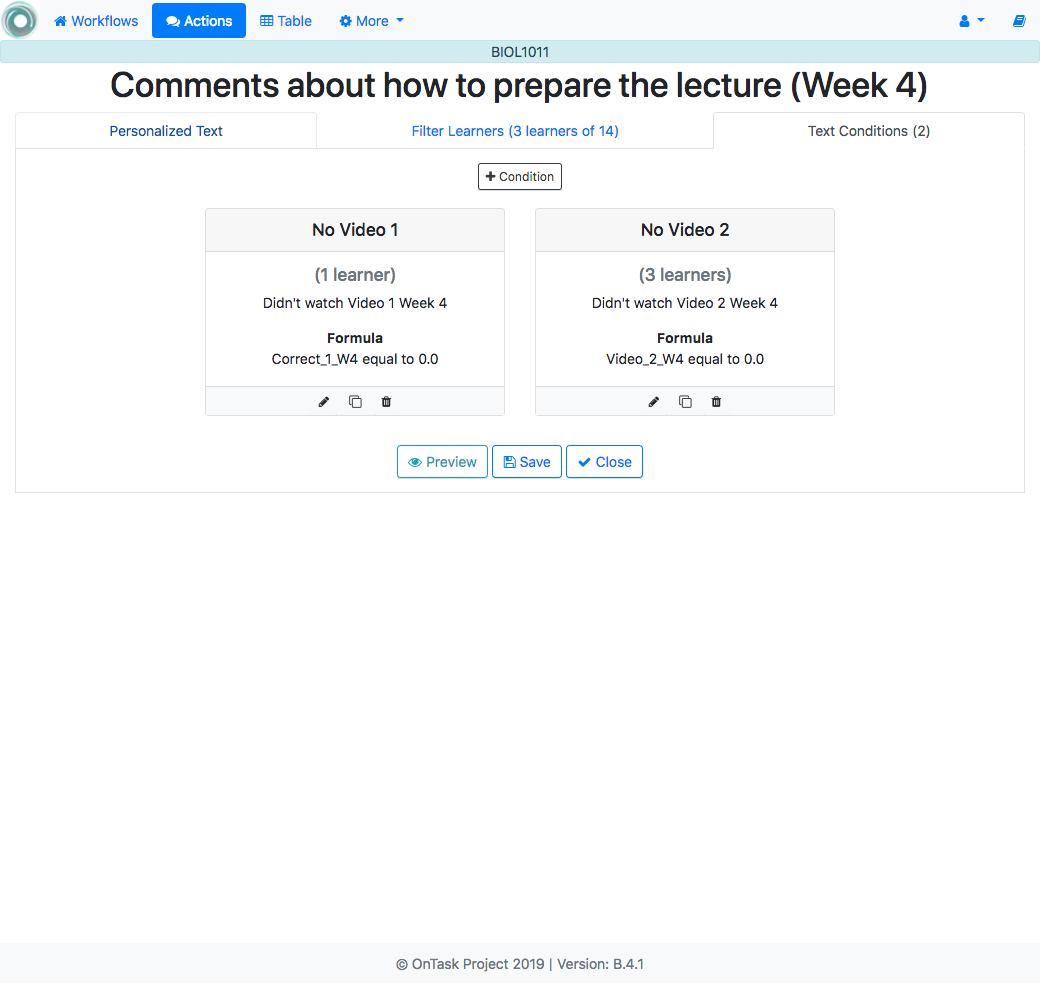 Workflows Actions Table More
BIOL1011
Comments about how to prepare the lecture (Week 4)
Personalized Text Filter Learners (3 learners of 14) Text Conditions (2)
Condition
No Video 1
(1 learner)
Didn't watch Video 1 Week 4
Formula
Correct_1_W4 equal to 0.0
No Video 2
(3 learners)
Didn't watch Video 2 Week 4
Formula
Video_2_W4 equal to 0.0
Preview Save Close
© OnTask Project 2019 | Version: B.4.1